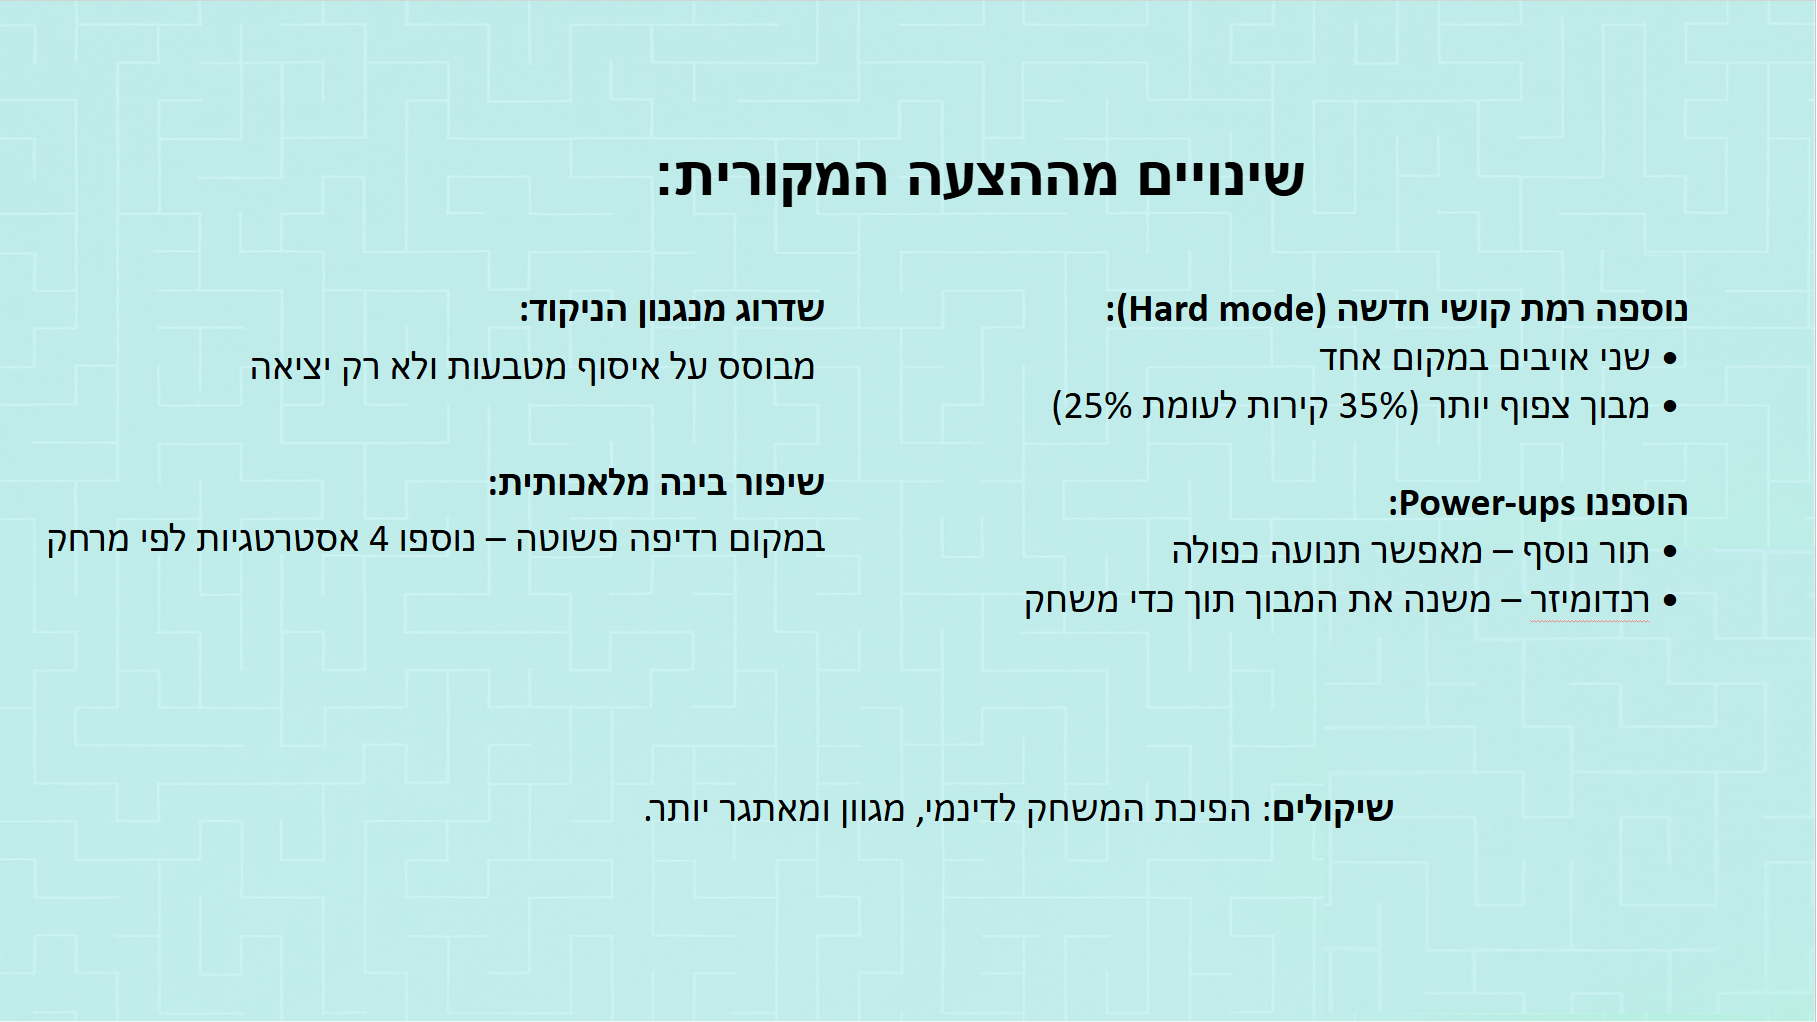 שינויים מההצעה המקורית:
נוספה רמת קושי חדשה (Hard mode):
• שני אויבים במקום אחד
• מבוך צפוף יותר (35% קירות לעומת 25%)
הוספנו Power-ups:
• תור נוסף – מאפשר תנועה כפולה
• רנדומיזר – משנה את המבוך תוך כדי משחק
שדרוג מנגנון הניקוד:
מבוסס על איסוף מטבעות ולא רק יציאה
שיפור בינה מלאכותית:
במקום רדיפה פשוטה – נוספו 4 אסטרטגיות לפי מרחק
שיקולים: הפיכת המשחק לדינמי, מגוון ומאתגר יותר.